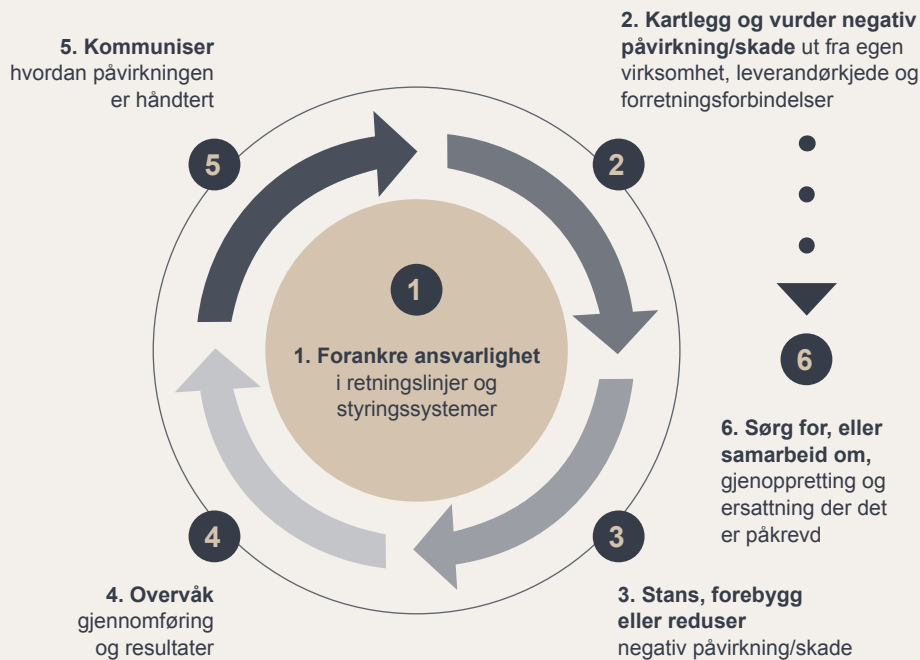 5. Kommuniser
hvordan påvirkningen
er håndtert
2. Kartlegg og vurder negativ
påvirkning/skade ut fra egen
virksomhet, leverandørkjede og
forretningsforbindelser
5
2
1
1. Forankre ansvarlighet
i retningslinjer og
styringssystemer
6
6. Sørg for, eller
samarbeid om,
gjenoppretting og
ersattning der det
er påkrevd
4
3
4. Overvåk
gjennomføring
og resultater
3. Stans, forebygg
eller reduser
negativ påvirkning/skade